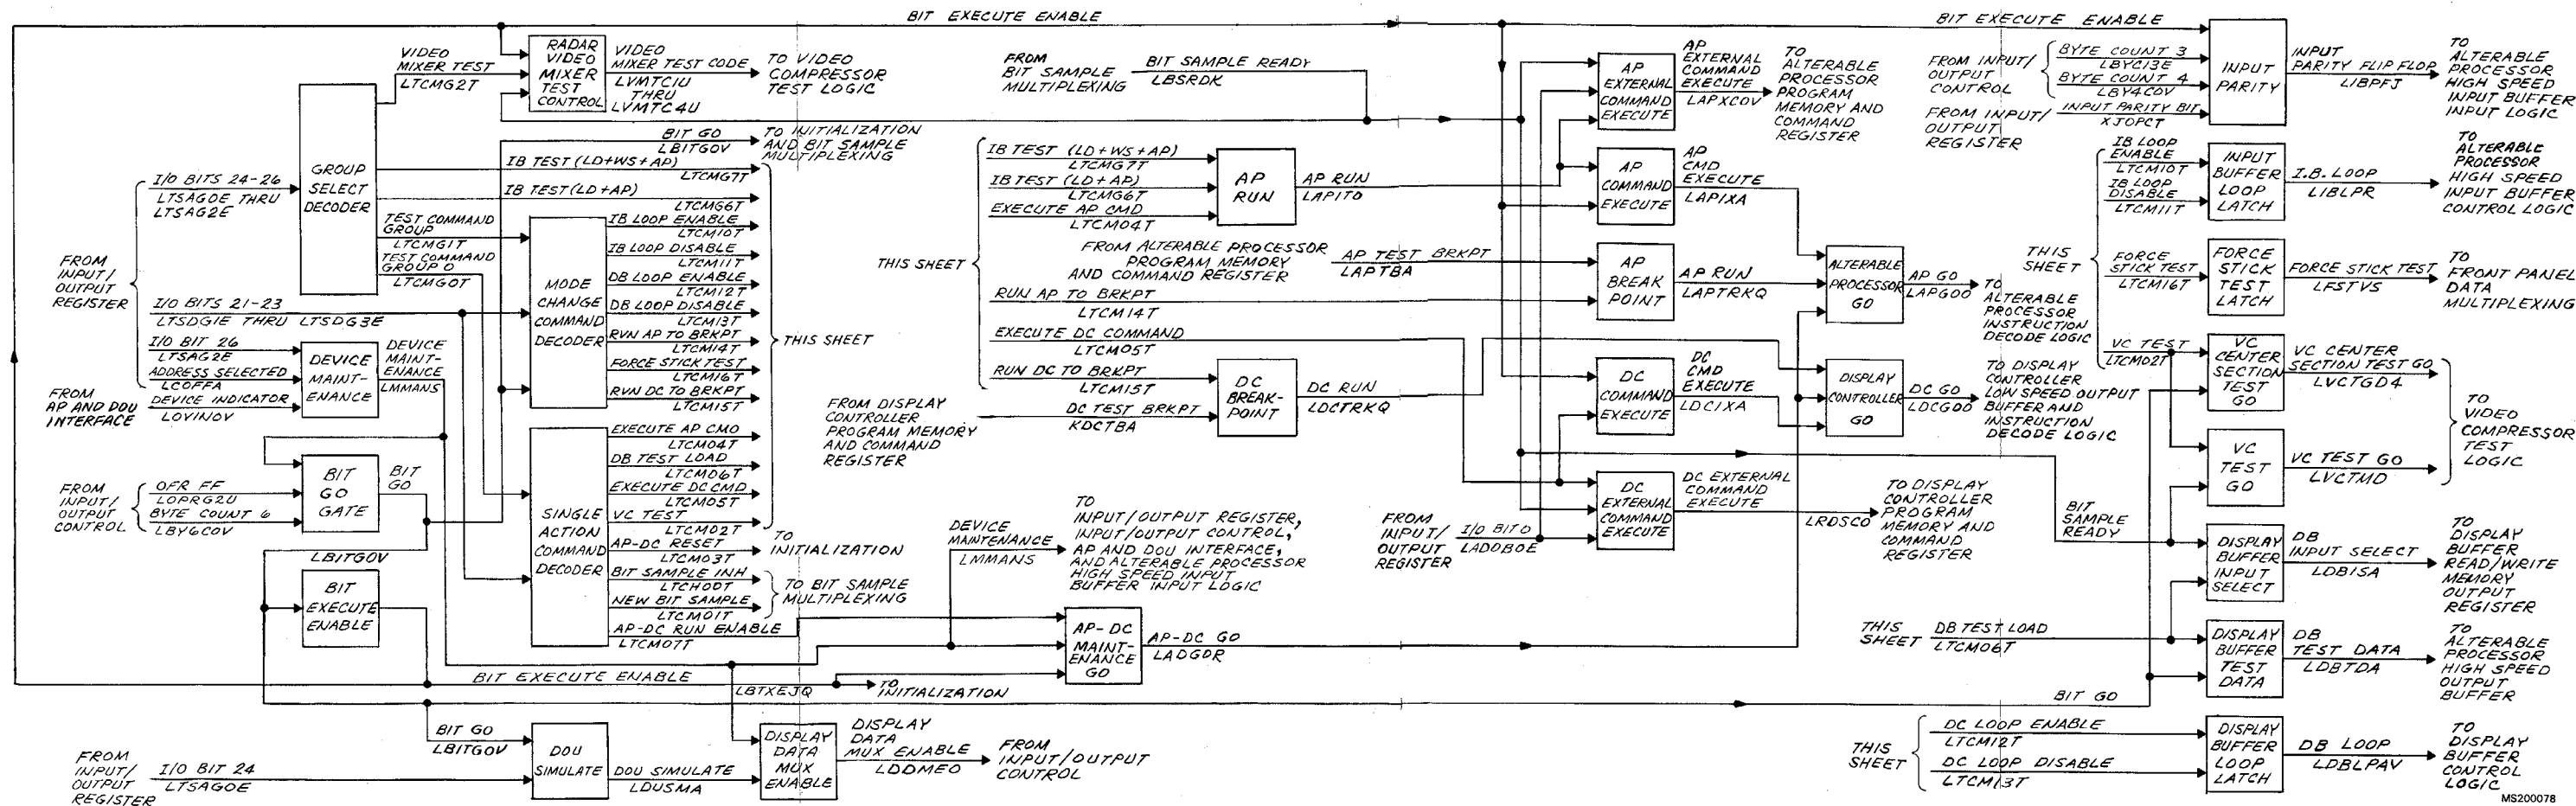 BIT EXECUTE ENABLE
BIT EXECUTE ENABLE
VIDEO
MIXER TEST
LTCMG2T
RADAR
VIDEO
MIXER
TEST
CONTROL
VIDEO
MIXER TEST CODE
LVMTC1U
THRU
LVMTC4U
TO VIDEO
COMPRESSOR
TEST LOGIC
BIT GO
LBITGOV
TO INITIALIZATION
AND BIT SAMPLE
MULTIPLEXING
FROM
INPUT/
OUTPUT
REGISTER
I/O BITS 24-26
LTSAGOE THRU
LTSAG2E
GROUP
SELECT
DECODER
IB TEST (LD+WS+AP)
LTCMG7T
IB TEST (LD+AP)
LTCMG6T
TEST COMMAND
GROUP
LTCMG1T
TEST COMMAND
GROUP 0
LTCMG0T
I/O BITS 21-23
LTSDG1E THRU LTSDG3E
I/O BIT 26
LTSAG2E
ADDRESS SELECTED
LCOFFA
FROM
AP AND DOU
INTERFACE
DEVICE INDICATOR
LOVINOV
DEVICE
MAINT-
ENANCE
DEVICE
MAINT-
ENANCE
LMMANS
MODE
CHANGE
COMMAND
DECODER
IB LOOP ENABLE
LTCM10T
IB LOOP DISABLE
LTCM11T
DB LOOP ENABLE
LTCM12T
DB LOOP DISABLE
LTCM13T
RUN AP TO BRKPT
LTCM14T
FORCE STICK TEST
LTCM16T
RUN DC TO BRKPT
LTCM15T
THIS SHEET
SINGLE
ACTION
COMMAND
DECODER
EXECUTE AP CMD
LTCM04T
DB TEST LOAD
LTCM06T
EXECUTE DC CMD
LTCM05T
VC TEST
LTCM02T
AP-DC RESET
LTCM03T
TO
INITIALIZATION
BIT SAMPLE INH
LTCH00T
NEW BIT SAMPLE
LTCM01T
TO BIT SAMPLE
MULTIPLEXING
AP-DC RUN ENABLE
LTCM07T
FROM
INPUT/
OUTPUT
CONTROL
OFR FF
LOPRG2U
BYTE COUNT 6
LBY6COV
BIT
GO
GATE
BIT
GO
LBITGOV
BIT
EXECUTE
ENABLE
BIT EXECUTE ENABLE
LBTXEJQ
TO
INITIALIZATION
BIT GO
LBITGOV
FROM
INPUT/
OUTPUT
REGISTER
I/O BIT 24
LTSAGOE
DOU
SIMULATE
DOU SIMULATE
LDUSMA
DISPLAY
DATA
MUX
ENABLE
DISPLAY
DATA
MUX ENABLE
LDDMEO
FROM
INPUT/OUTPUT
CONTROL
FROM
BIT SAMPLE
MULTIPLEXING
BIT SAMPLE READY
LBSRDK
THIS SHEET
IB TEST (LD+WS+AP)
LTCMG7T
IB TEST (LD+AP)
LTCMG6T
EXECUTE AP CMD
LTCM04T
AP
RUN
AP RUN
LAPITO
FROM ALTERABLE PROCESSOR
PROGRAM MEMORY
AND COMMAND REGISTER
AP TEST BRKPT
LAPTBA
RUN AP TO BRKPT
LTCM14T
EXECUTE DC COMMAND
LTCM05T
RUN DC TO BRKPT
LTCM15T
FROM DISPLAY
CONTROLLER
PROGRAM MEMORY
AND COMMAND
REGISTER
DC TEST BRKPT
KDCTBA
DC
BREAK-
POINT
DC RUN
LDCTRKQ
DEVICE
MAINTENANCE
LMMANS
TO
INPUT/OUTPUT REGISTER,
INPUT/OUTPUT CONTROL,
AP AND DOU INTERFACE,
AND ALTERABLE PROCESSOR
HIGH SPEED INPUT
BUFFER INPUT LOGIC
AP-DC
MAINT-
ENANCE
GO
AP-DC GO
LADGDR
FROM
INPUT/
OUTPUT
REGISTER
I/O BIT 0
LADOBOE
AP
EXTERNAL
COMMAND
EXECUTE
AP
EXTERNAL
COMMAND
EXECUTE
LAPXCOV
TO
ALTERABLE
PROCESSOR
PROGRAM
MEMORY AND
COMMAND
REGISTER
AP
COMMAND
EXECUTE
AP
CMD
EXECUTE
LAPIXA
AP
BREAK
POINT
AP RUN
LAPTRKQ
ALTERABLE
PROCESSOR
GO
AP GO
LAPGOO
TO
ALTERABLE
PROCESSOR
INSTRUCTION
DECODE LOGIC
DC
COMMAND
EXECUTE
DC
CMD
EXECUTE
LDCIXA
DISPLAY
CONTROLLER
GO
DC GO
LDCGOO
TO DISPLAY
CONTROLLER
LOW SPEED OUTPUT
BUFFER AND
INSTRUCTION
DECODE LOGIC
DC
EXTERNAL
COMMAND
EXECUTE
DC EXTERNAL
COMMAND
EXECUTE
LRDSCO
TO DISPLAY
CONTROLLER
PROGRAM
MEMORY AND
COMMAND
REGISTER
BIT
SAMPLE
READY
BIT GO
FROM INPUT/
OUTPUT
CONTROL
BYTE COUNT 3
LBYC13E
BYTE COUNT 4
LBY4COV
FROM INPUT/
OUTPUT
REGISTER
INPUT PARITY BIT
XJOPCT
INPUT
PARITY
INPUT
PARITY FLIP FLOP
LIBPFJ
TO
ALTERABLE
PROCESSOR
HIGH SPEED
INPUT BUFFER
INPUT LOGIC
THIS
SHEET
IB LOOP
ENABLE
LTCM10T
IB LOOP
DISABLE
LTCM11T
INPUT
BUFFER
LOOP
LATCH
I.B. LOOP
LIBLPR
TO
ALTERABLE
PROCESSOR
HIGH SPEED
INPUT BUFFER
CONTROL LOGIC
FORCE
STICK TEST
LTCM16T
FORCE
STICK
TEST
LATCH
FORCE STICK TEST
LFSTVS
TO
FRONT PANEL
DATA
MULTIPLEXING
VC TEST
LTCM02T
VC
CENTER
SECTION
TEST
GO
VC CENTER
SECTION TEST GO
LVCTGD4
VC
TEST
GO
VC TEST GO
LVCTMD
TO
VIDEO
COMPRESSOR
TEST
LOGIC
DISPLAY
BUFFER
INPUT
SELECT
DB
INPUT SELECT
LDBISA
TO
DISPLAY
BUFFER
READ/WRITE
MEMORY
OUTPUT
REGISTER
THIS
SHEET
DB TEST LOAD
LTCM06T
DISPLAY
BUFFER
TEST
DATA
DB
TEST DATA
LDBTDA
TO
ALTERABLE
PROCESSOR
HIGH SPEED
OUTPUT
BUFFER
THIS
SHEET
DC LOOP ENABLE
LTCM12T
DC LOOP DISABLE
LTCM13T
DISPLAY
BUFFER
LOOP
LATCH
DB LOOP
LDBLPAV
TO
DISPLAY
BUFFER
CONTROL
LOGIC
MS200078